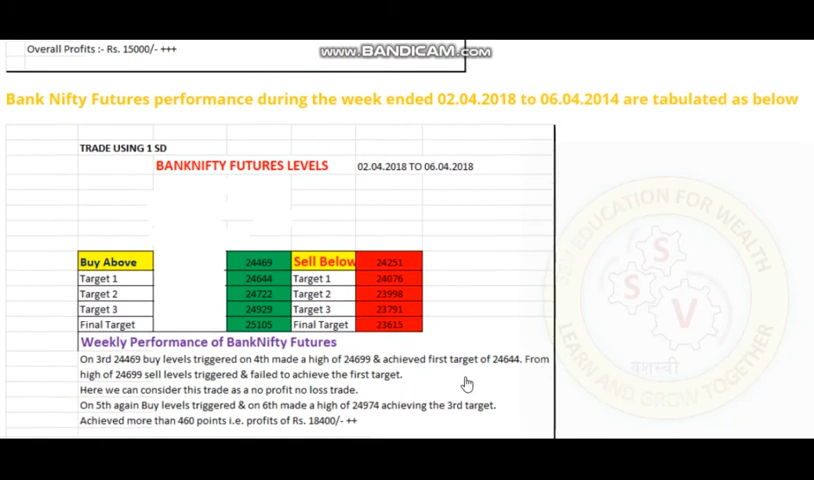 Overall Profits :- Rs. 15000/- +++
www.BANDICAM.com
Bank Nifty Futures performance during the week ended 02.04.2018 to 06.04.2014 are tabulated as below
TRADE USING 1 SD
BANKNIFTY FUTURES LEVELS 02.04.2018 TO 06.04.2018
Buy Above 24469 Sell Below 24251
Target 1 24644 Target 1 24076
Target 2 24722 Target 2 23998
Target 3 24929 Target 3 23791
Final Target 25105 Final Target 23615
Weekly Performance of BankNifty Futures
On 3rd 24469 buy levels triggered on 4th made a high of 24699 & achieved first target of 24644. From
high of 24699 sell levels triggered & failed to achieve the first target.
Here we can consider this trade as a no profit no loss trade.
On 5th again Buy levels triggered & on 6th made a high of 24974 achieving the 3rd target.
Achieved more than 460 points i.e. profits of Rs. 18400/- ++
EDUCATION FOR WEALTH
S
S
V
यशस्वी
LEARN AND GROW TOGETHER